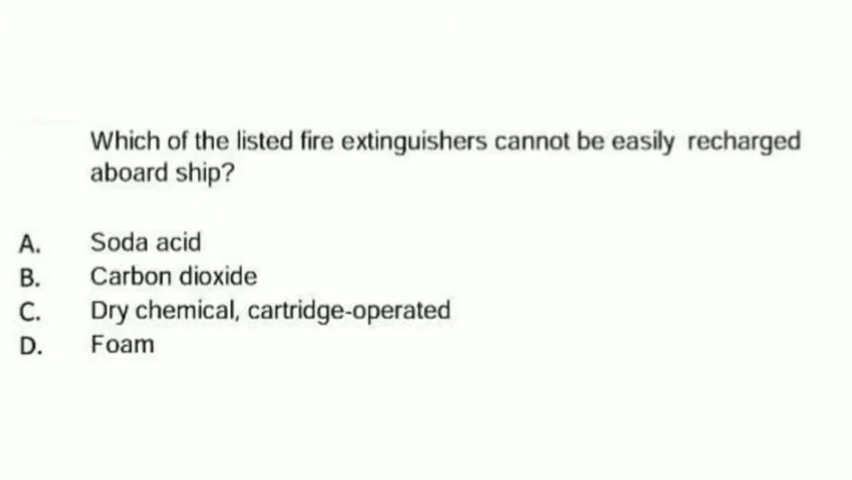 Which of the listed fire extinguishers cannot be easily recharged
aboard ship?
A. Soda acid
B. Carbon dioxide
C. Dry chemical, cartridge-operated
D. Foam